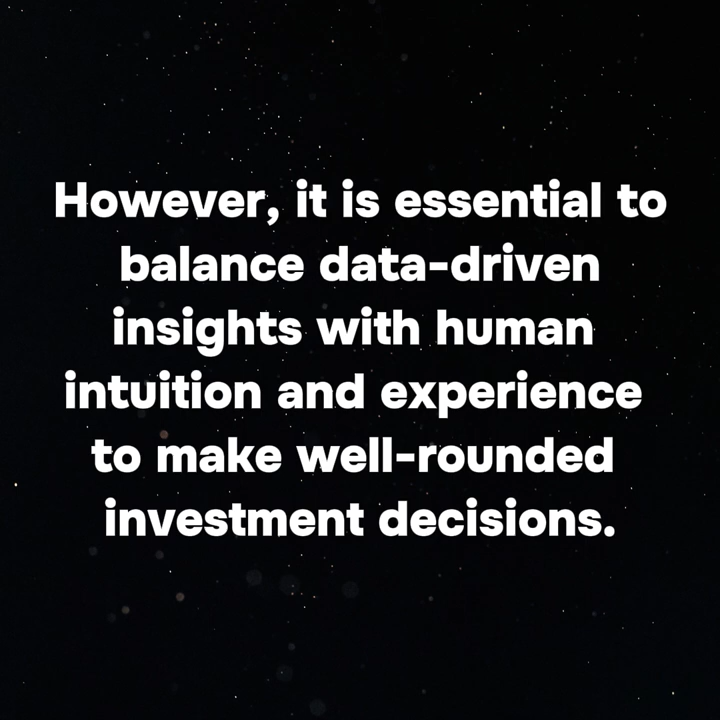 However, it is essential to
balance data-driven
insights with human
intuition and experience
to make well-rounded
investment decisions.